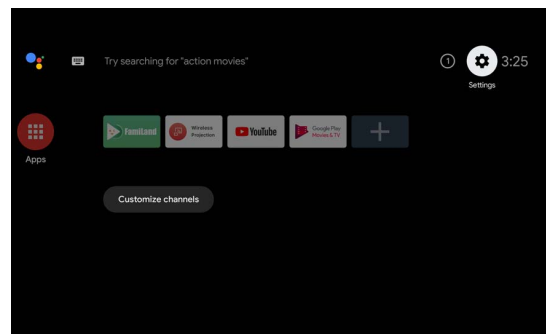 Try searching for "action movies"
1
3:25
Settings
Apps
FamiLand
Wireless
Projection
YouTube
Google Play
Movies & TV
Customize channels